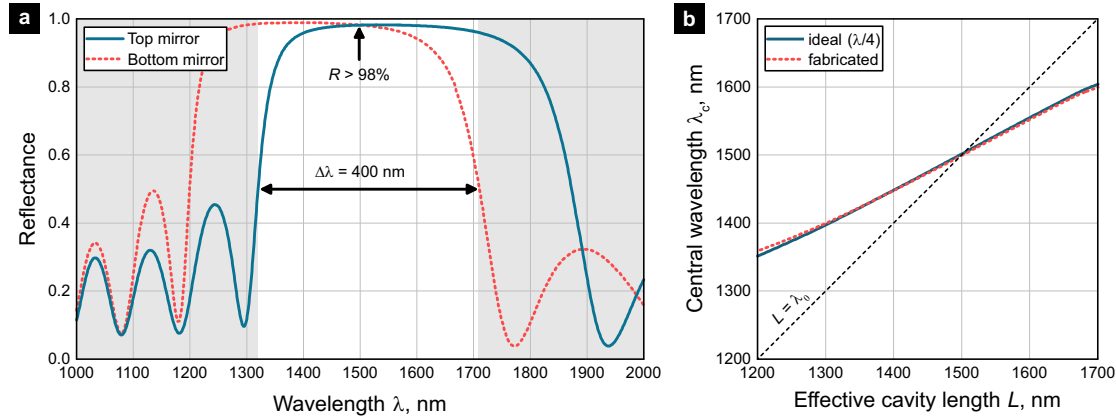 a
Top mirror
Bottom mirror
R > 98%
Δλ = 400 nm
Reflectance
1.0
0.8
0.6
0.4
0.2
0.0
1000 1100 1200 1300 1400 1500 1600 1700 1800 1900 2000
Wavelength λ, nm
b
ideal (λ/4)
fabricated
L = λ₀
Central wavelength λc, nm
1700
1600
1500
1400
1300
1200
1200 1300 1400 1500 1600 1700
Effective cavity length L, nm